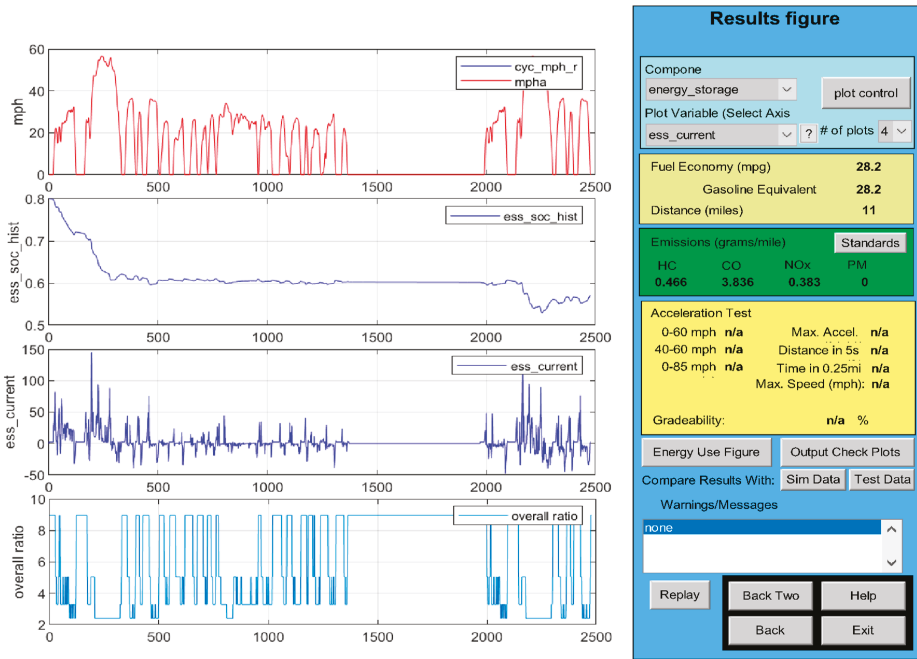 Results figure
60
40
20
0
mph
cyc_mph_r
mpha
0 500 1000 1500 2000 2500
0.8
0.7
0.6
0.5
ess_soc_hist
ess_soc_hist
0 500 1000 1500 2000 2500
150
100
50
0
-50
ess_current
ess_current
0 500 1000 1500 2000 2500
10
8
6
4
2
overall ratio
overall ratio
0 500 1000 1500 2000 2500
Compone
energy_storage
plot control
Plot Variable (Select Axis
ess_current ? # of plots 4
Fuel Economy (mpg) 28.2
Gasoline Equivalent 28.2
Distance (miles) 11
Emissions (grams/mile) Standards
HC CO NOx PM
0.466 3.836 0.383 0
Acceleration Test
0-60 mph n/a Max. Accel. n/a
40-60 mph n/a Distance in 5s n/a
0-85 mph n/a Time in 0.25mi n/a
Max. Speed (mph): n/a
Gradeability: n/a %
Energy Use Figure Output Check Plots
Compare Results With: Sim Data Test Data
Warnings/Messages
none
Replay Back Two Help
Back Exit